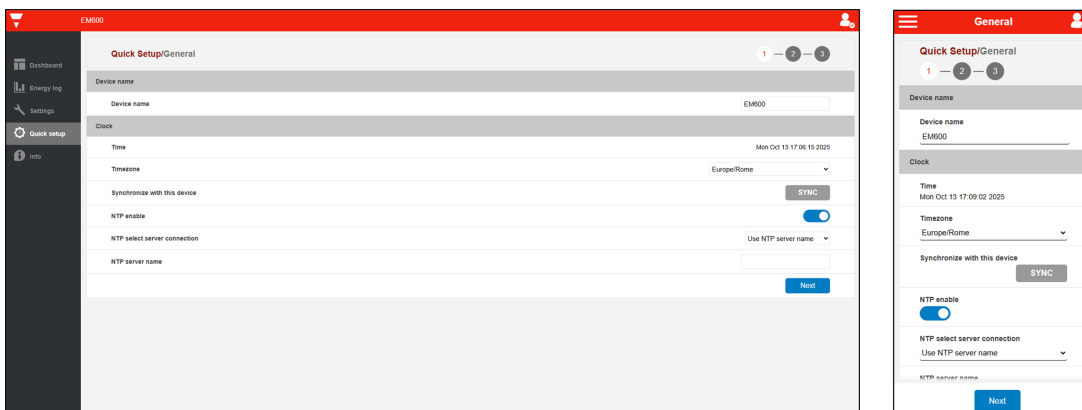 EM600
Dashboard
Energy log
Settings
Quick setup
Info
Quick Setup/General
1 2 3
Device name
Device name EM600
Clock
Time Mon Oct 13 17:06:15 2025
Timezone Europe/Rome
Synchronize with this device SYNC
NTP enable
NTP select server connection Use NTP server name
NTP server name
Next
General
Quick Setup/General
1 2 3
Device name
Device name
EM600
Clock
Time
Mon Oct 13 17:09:02 2025
Timezone
Europe/Rome
Synchronize with this device
SYNC
NTP enable
NTP select server connection
Use NTP server name
NTP server name
Next